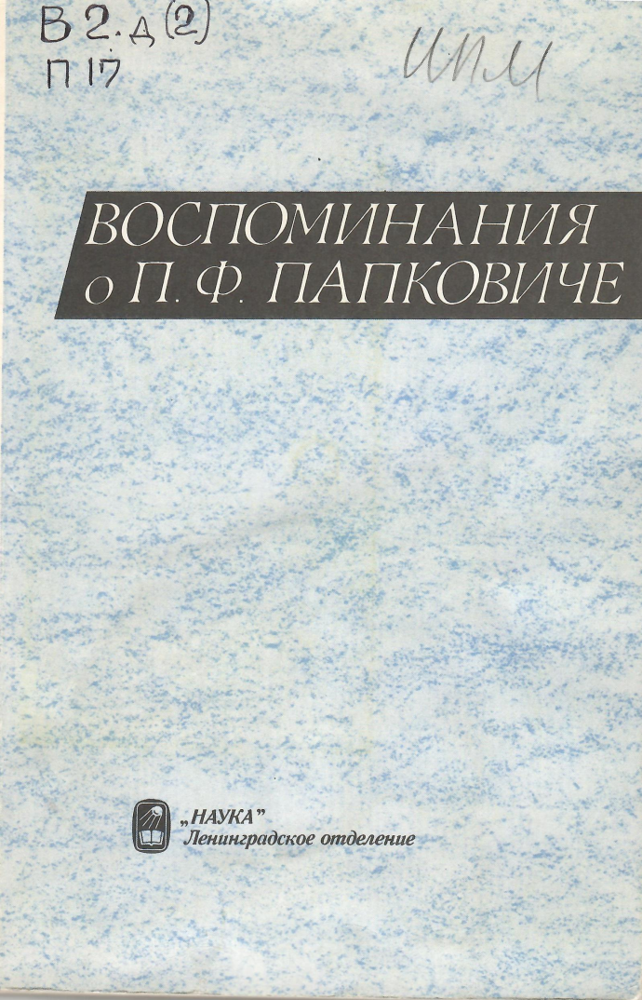 В 2.д(2)
П 17
ИПМ
ВОСПОМИНАНИЯ
о П. Ф. ПАПКОВИЧЕ
„НАУКА”
Ленинградское отделение